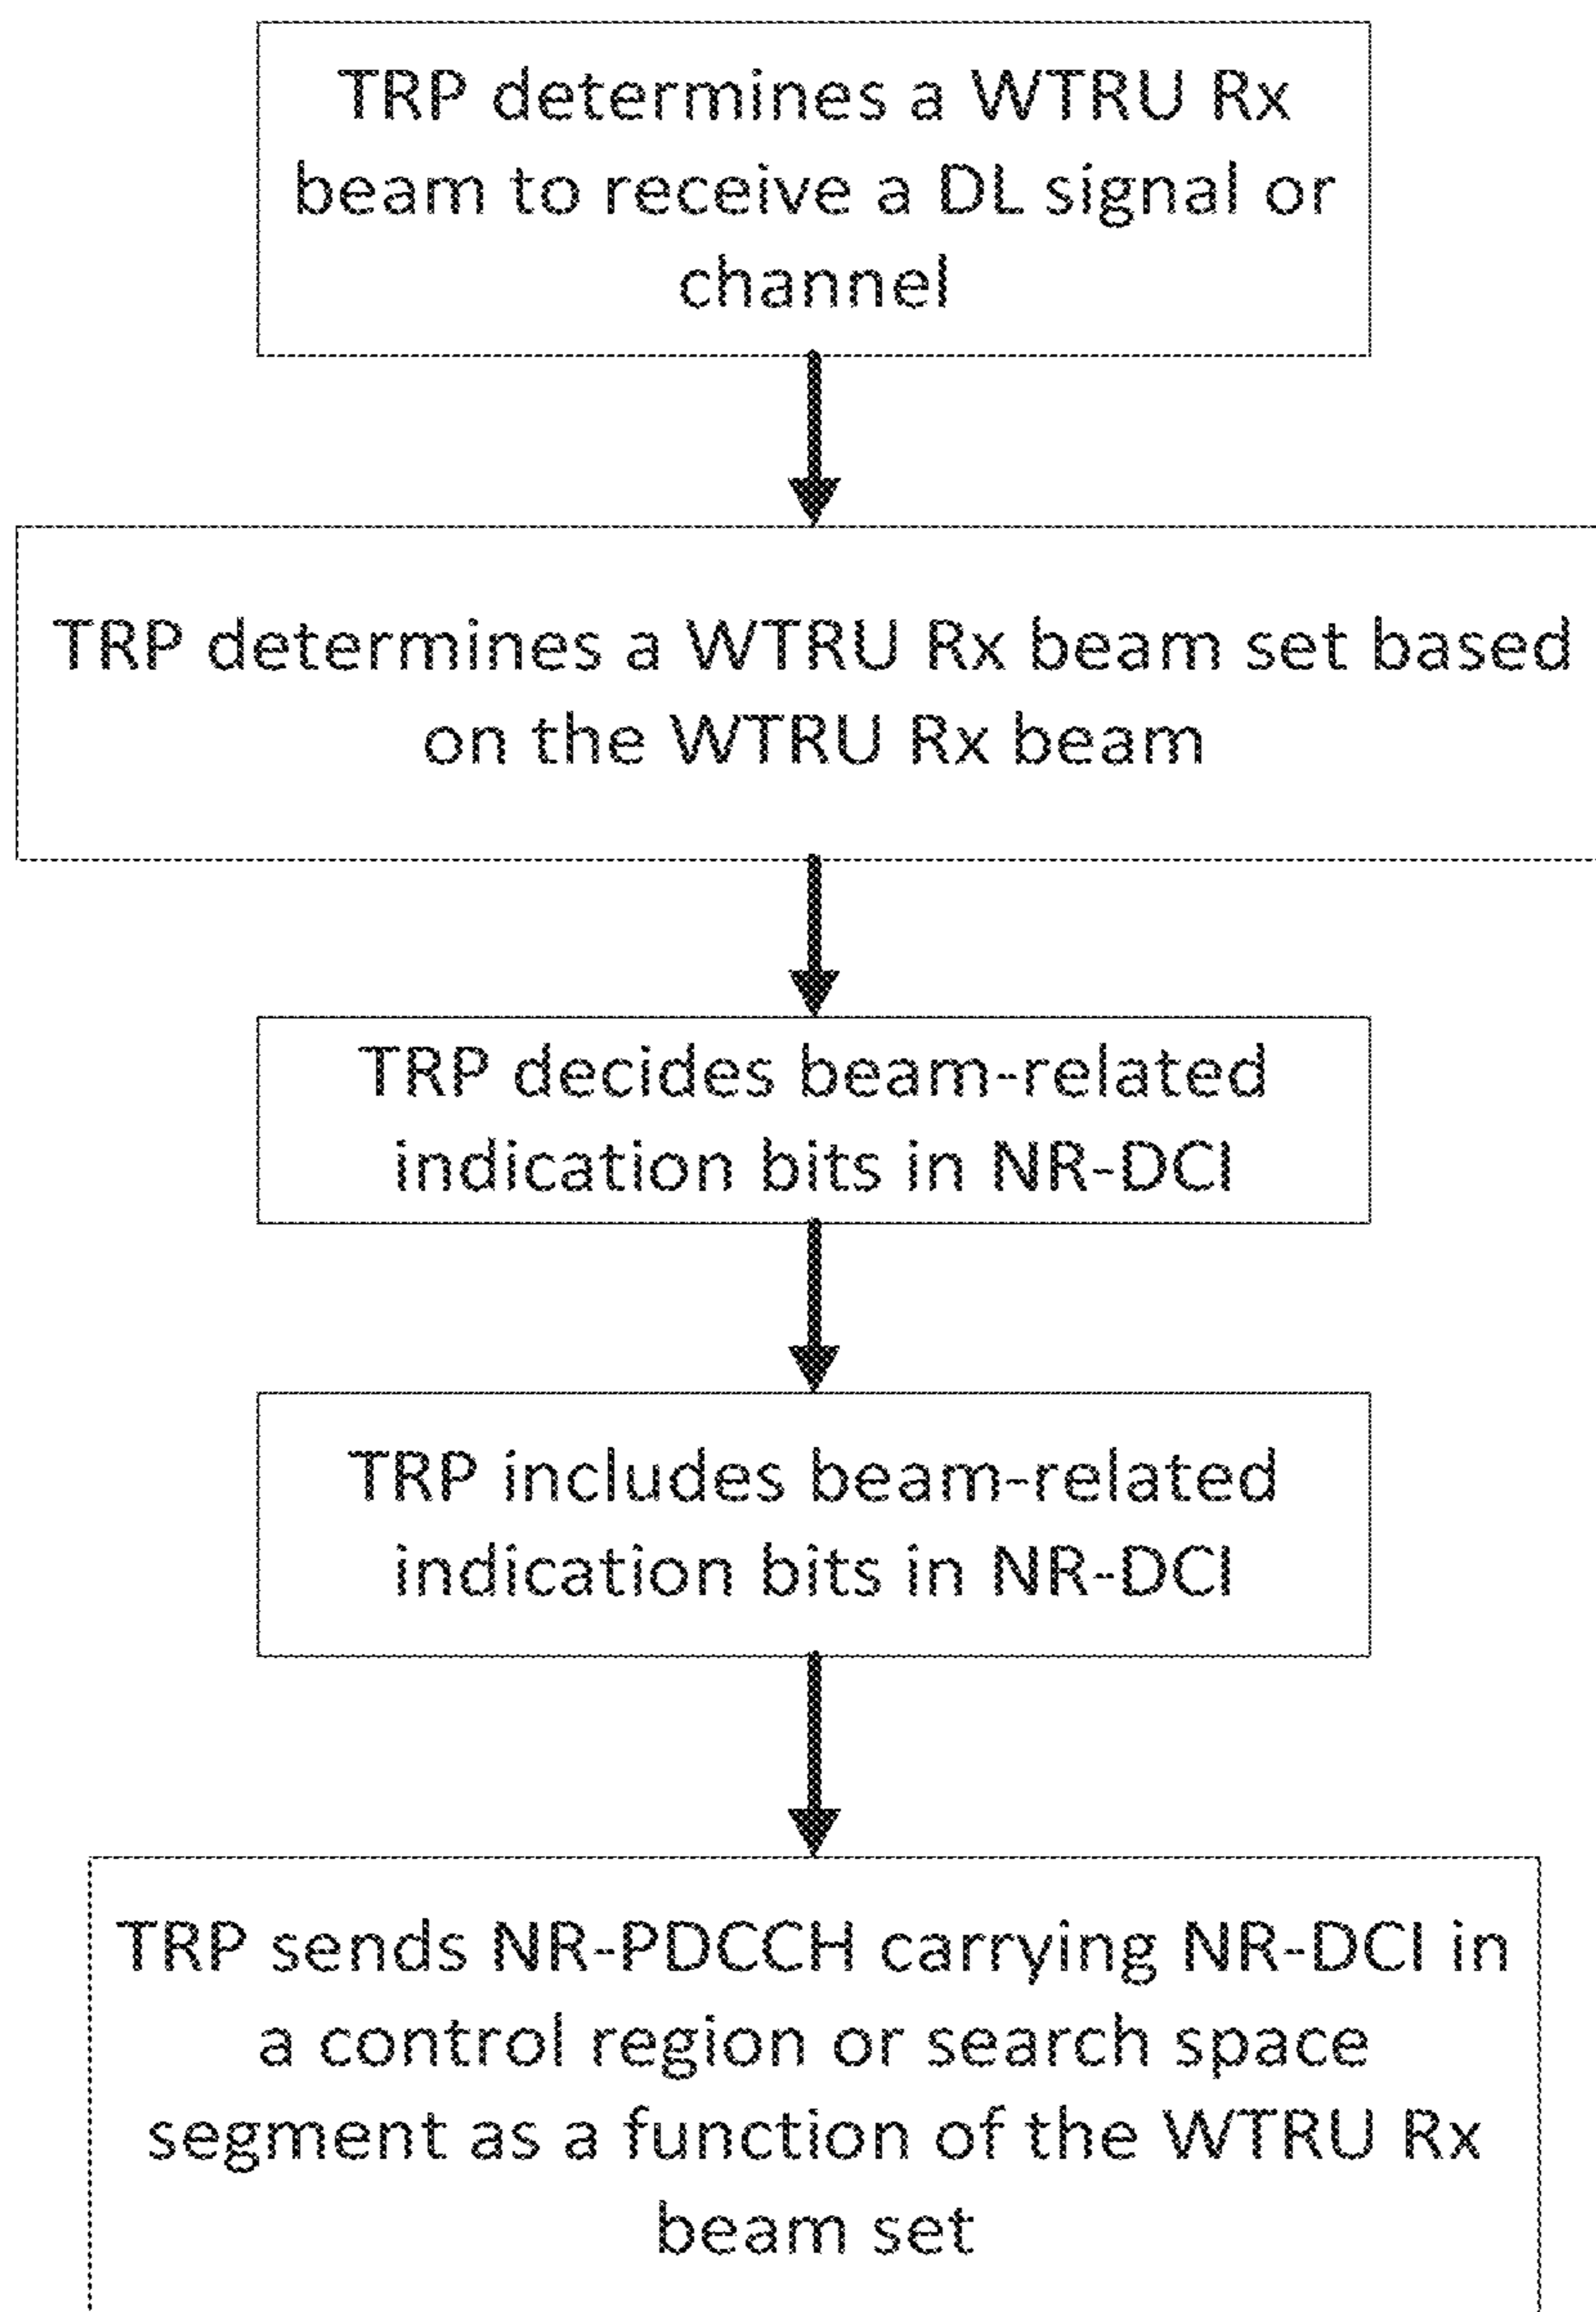 TRP determines a WTRU Rx
beam to receive a DL signal or
channel
TRP determines a WTRU Rx beam set based
on the WTRU Rx beam
TRP decides beam-related
indication bits in NR-DCI
TRP includes beam-related
indication bits in NR-DCI
TRP sends NR-PDCCH carrying NR-DCI in
a control region or search space
segment as a function of the WTRU Rx
beam set